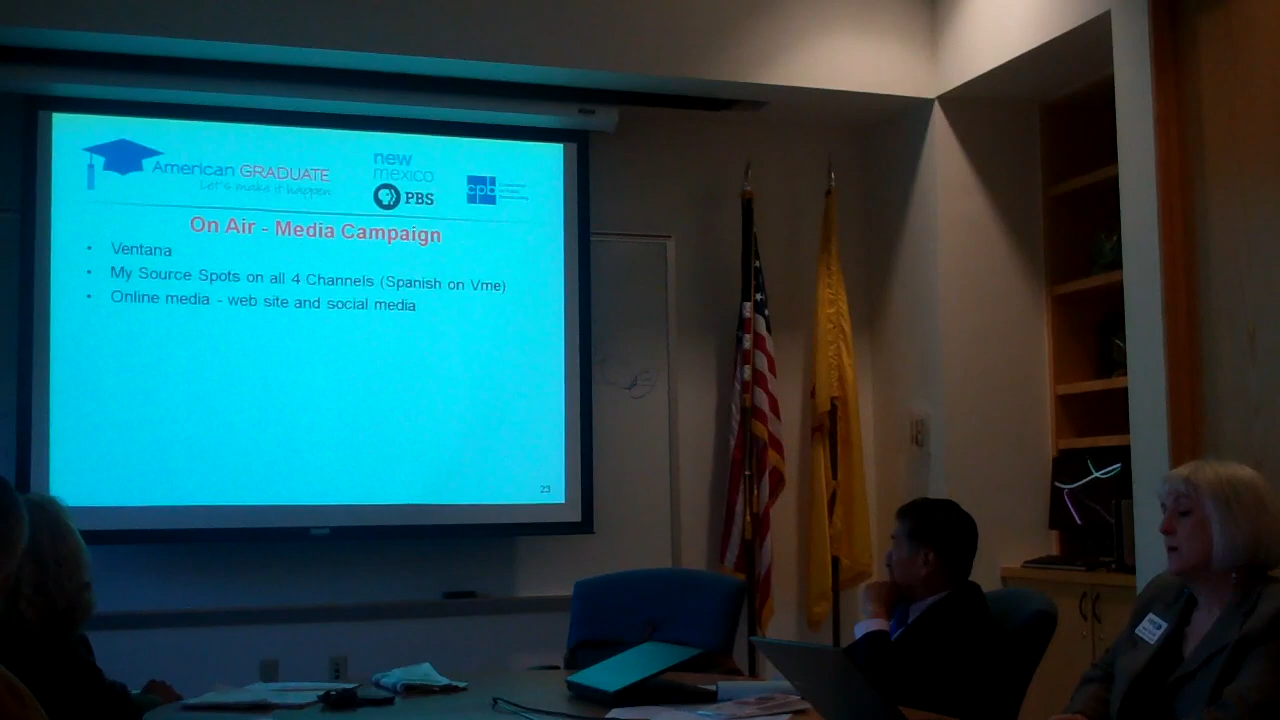 American GRADUATE
Let's make it happen
new
mexico
PBS
cpb
On Air - Media Campaign
• Ventana
• My Source Spots on all 4 Channels (Spanish on Vme)
• Online media - web site and social media
23